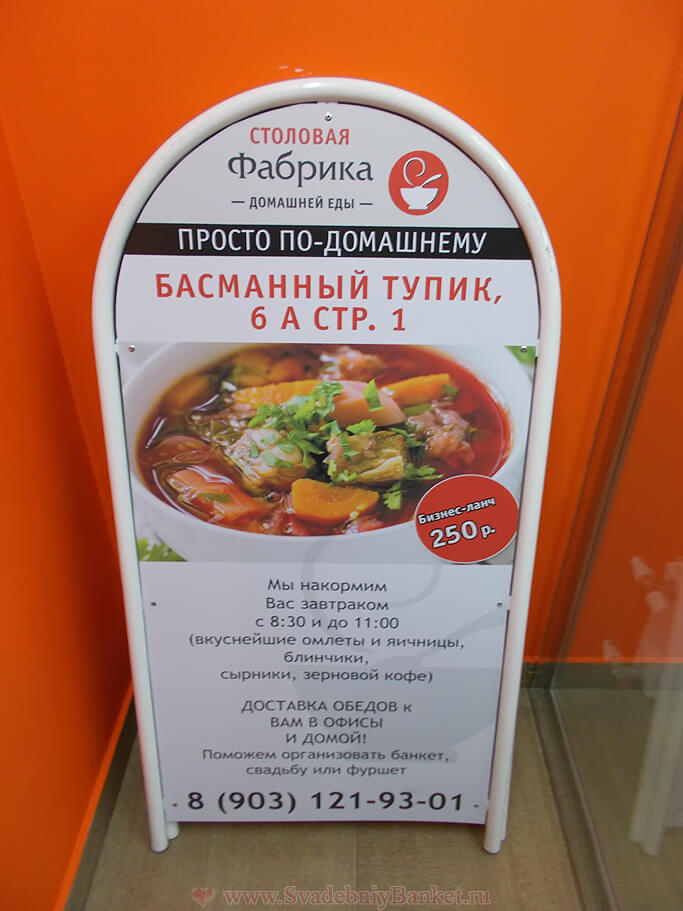 СТОЛОВАЯ
Фабрика
— ДОМАШНЕЙ ЕДЫ —
ПРОСТО ПО-ДОМАШНЕМУ
БАСМАННЫЙ ТУПИК,
6 А СТР. 1
Бизнес-ланч
250 р.
Мы накормим
Вас завтраком
с 8:30 и до 11:00
(вкуснейшие омлеты и яичницы,
блинчики,
сырники, зерновой кофе)
ДОСТАВКА ОБЕДОВ к
ВАМ В ОФИСЫ
И ДОМОЙ!
Поможем организовать банкет,
свадьбу или фуршет
8 (903) 121-93-01
www.SvadebniyBanket.ru